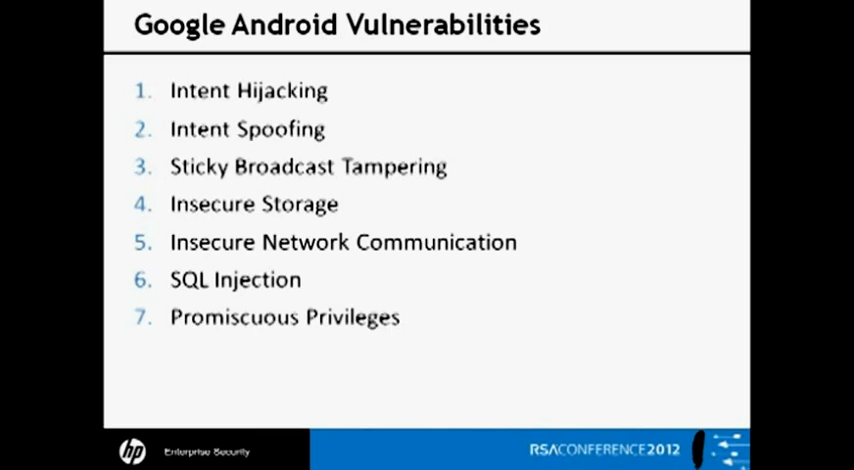 Google Android Vulnerabilities
1. Intent Hijacking
2. Intent Spoofing
3. Sticky Broadcast Tampering
4. Insecure Storage
5. Insecure Network Communication
6. SQL Injection
7. Promiscuous Privileges
hp Enterprise Security RSACONFERENCE2012